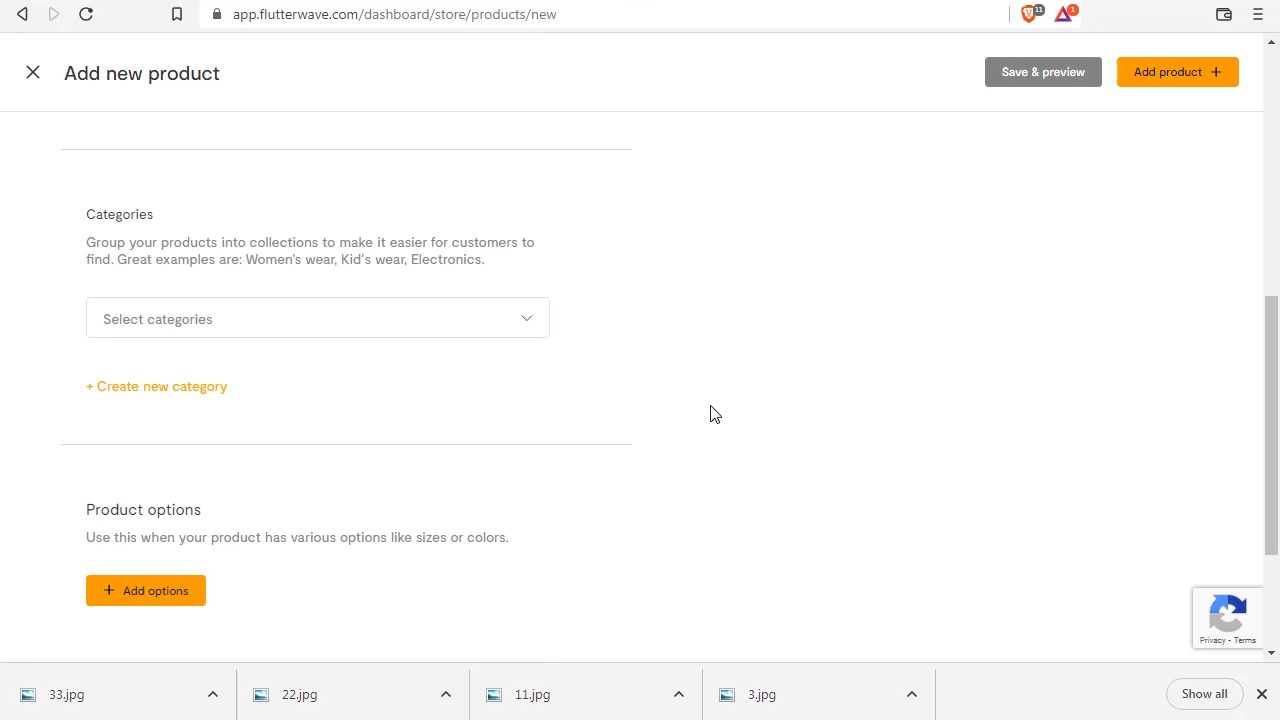 app.flutterwave.com/dashboard/store/products/new
11
1
Add new product
Save & preview
Add product +
Categories
Group your products into collections to make it easier for customers to
find. Great examples are: Women's wear, Kid's wear, Electronics.
Select categories
+ Create new category
Product options
Use this when your product has various options like sizes or colors.
+ Add options
Privacy - Terms
33.jpg
22.jpg
11.jpg
3.jpg
Show all